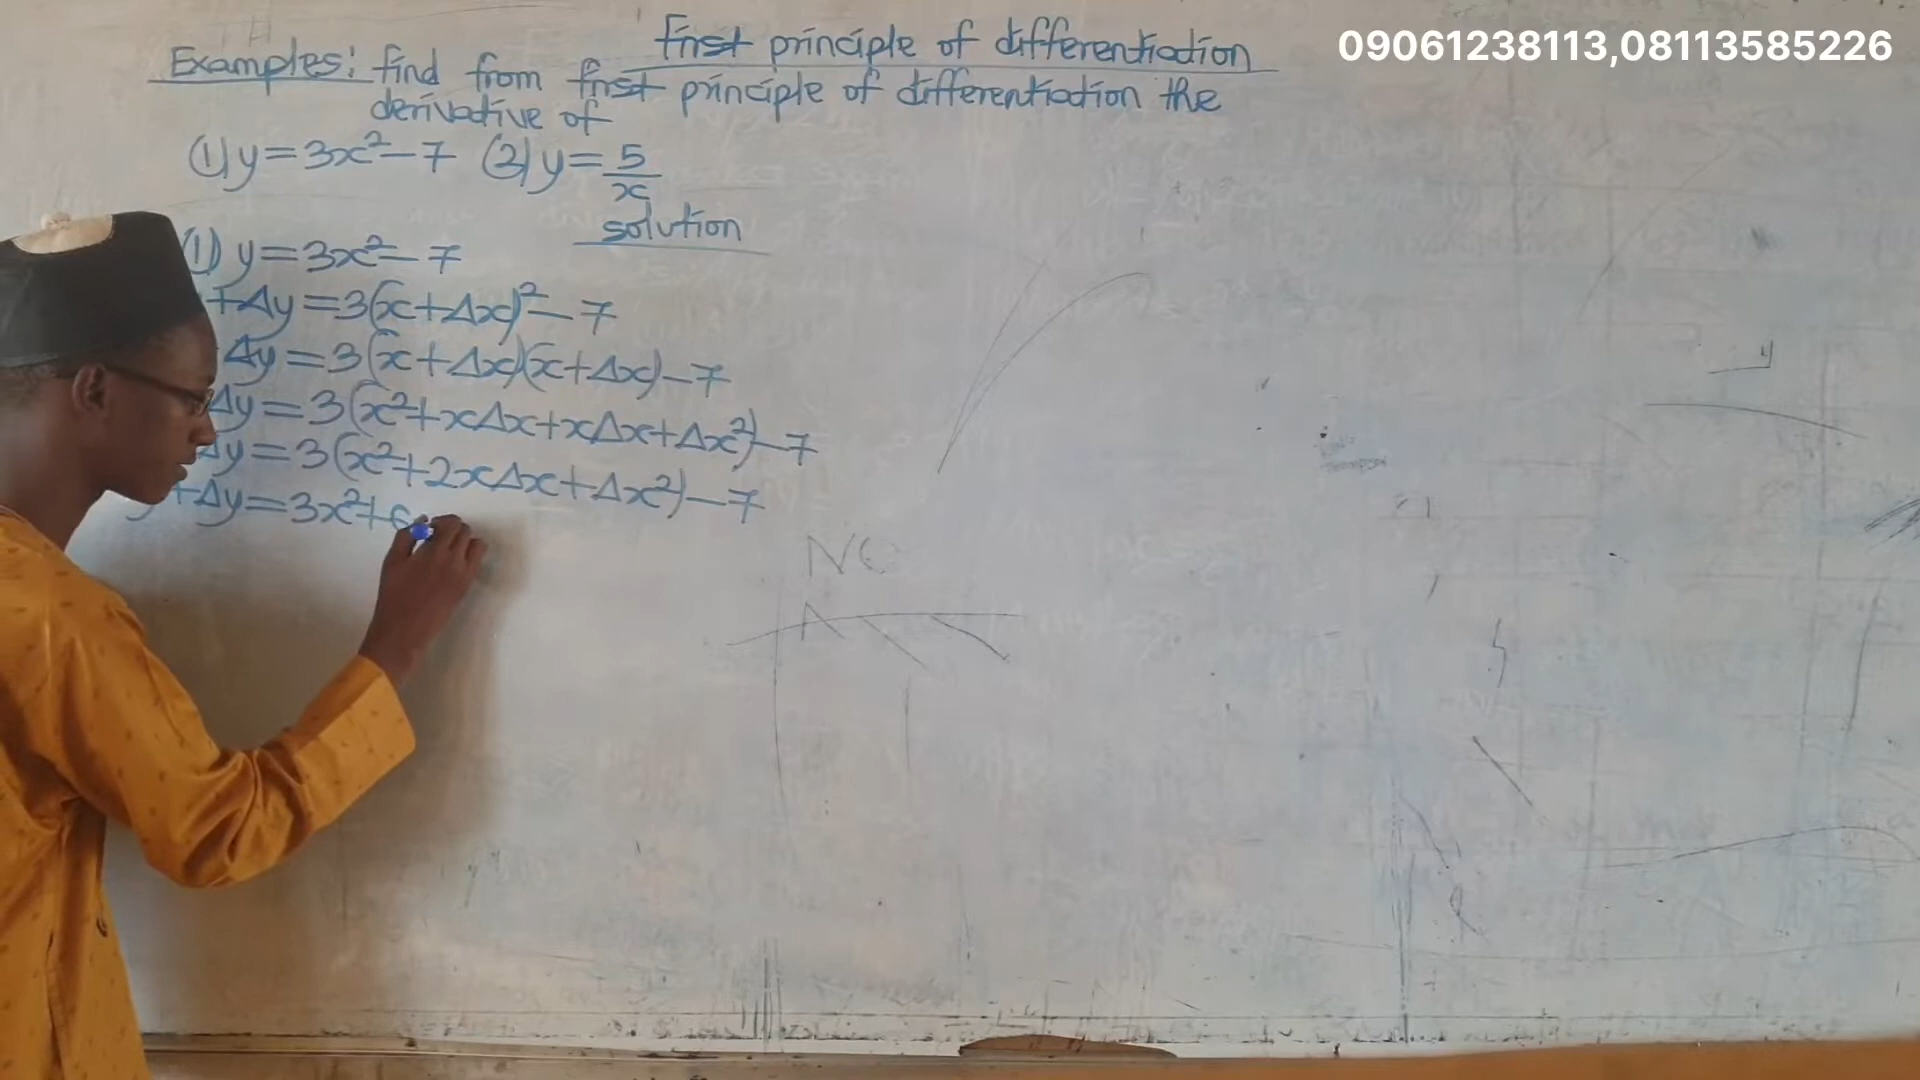 First principle of differentiation
09061238113,08113585226
Examples: find from first principle of differentiation the
derivative of
(1) y=3x²-7 (2) y=5/x
solution
(1) y=3x²-7
+Δy=3(x+Δx)²-7
Δy=3(x+Δx)(x+Δx)-7
Δy=3(x²+xΔx+xΔx+Δx²)-7
Δy=3(x²+2xΔx+Δx²)-7
y+Δy=3x²+6
NO